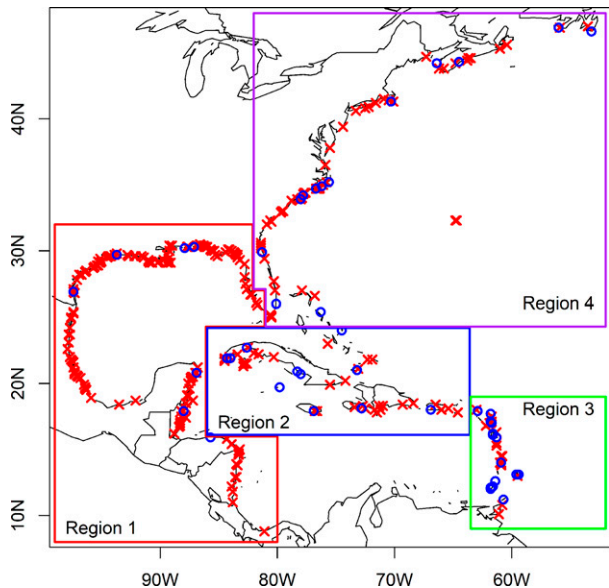 40N
30N
20N
10N
Region 4
Region 2
Region 3
Region 1
90W
80W
70W
60W